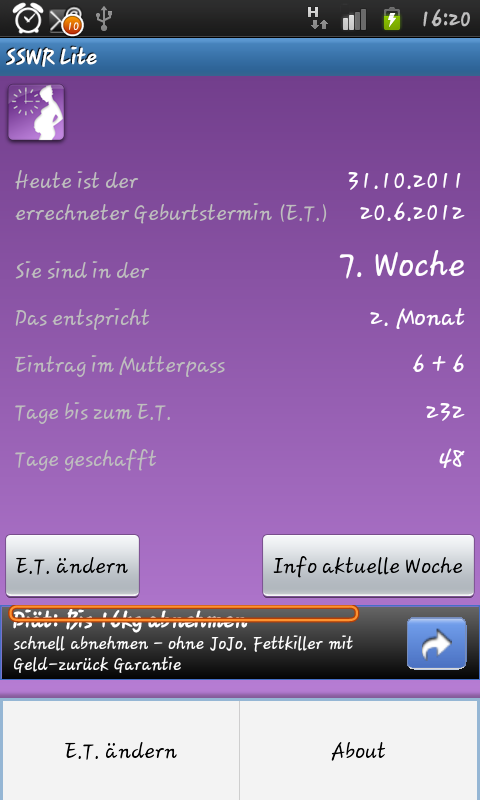 10
H
16:20
SSWR Lite
Heute ist der 31.10.2011
errechneter Geburtstermin (E.T.) 20.6.2012
Sie sind in der 7. Woche
Das entspricht 2. Monat
Eintrag im Mutterpass 6 + 6
Tage bis zum E.T. 232
Tage geschafft 48
E.T. ändern Info aktuelle Woche
Diät: Bis 16kg abnehmen
schnell abnehmen - ohne JoJo. Fettkiller mit
Geld-zurück Garantie
E.T. ändern About